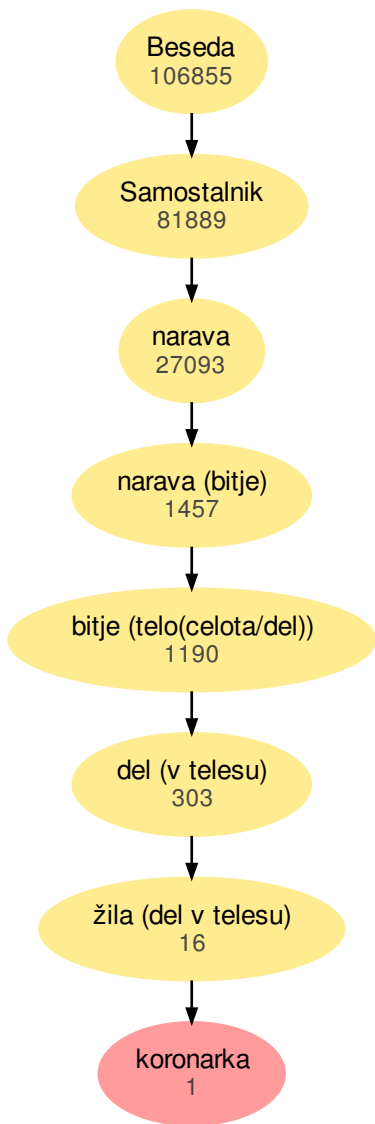 Beseda
106855
Samostalnik
81889
narava
27093
narava (bitje)
1457
bitje (telo(celota/del))
1190
del (v telesu)
303
žila (del v telesu)
16
koronarka
1